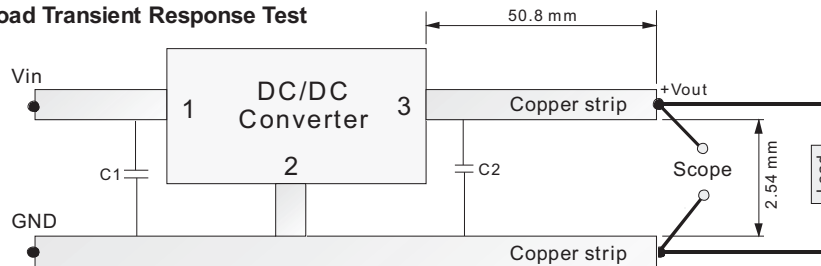 oad Transient Response Test
50.8 mm
Vin
DC/DC
Converter
1
3
Copper strip
+Vout
C1
2
C2
Scope
2.54 mm
GND
Copper strip